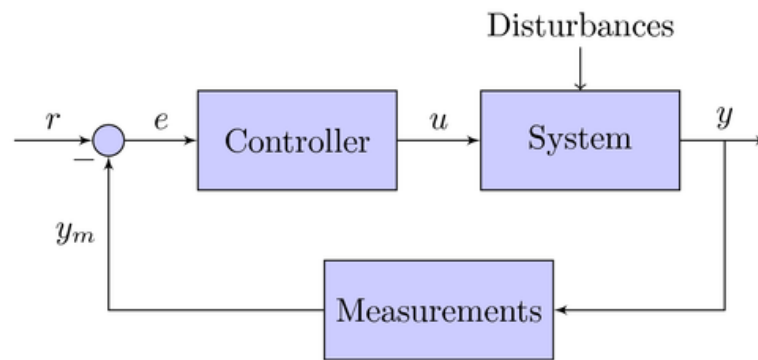 Disturbances
r
e
Controller
u
System
y
−
y_m
Measurements